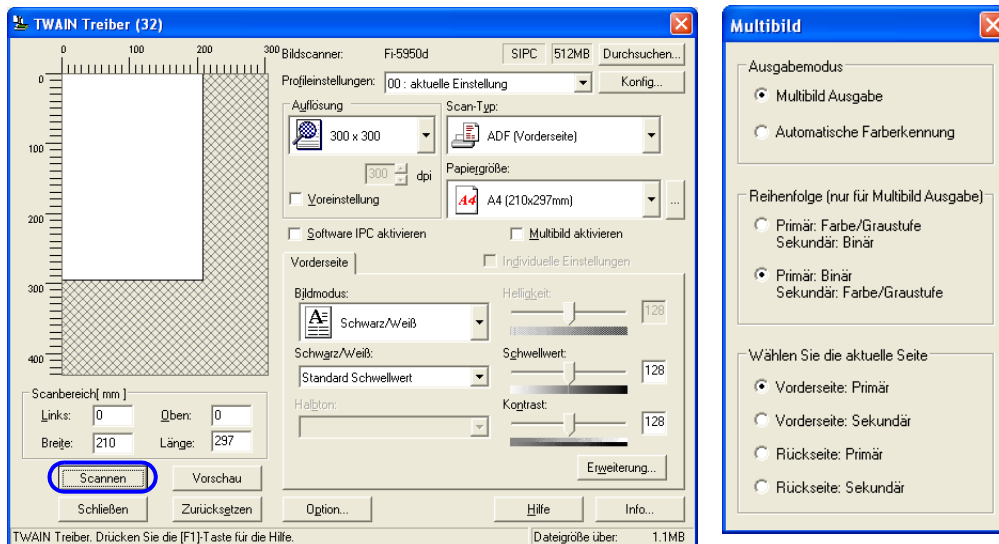 TWAIN Treiber (32)
0 100 200 300
0
100
200
300
400
Scanbereich[ mm ]
Links: 0 Oben: 0
Breite: 210 Länge: 297
Scannen Vorschau
Schließen Zurücksetzen
Bildscanner: Fi-5950d SIPC 512MB Durchsuchen...
Profileinstellungen: 00 : aktuelle Einstellung Konfig...
Auflösung
300 x 300
300 dpi
Voreinstellung
Scan-Typ:
ADF (Vorderseite)
Papiergröße:
A4 A4 (210x297mm) ...
Software IPC aktivieren Multibild aktivieren
Vorderseite Individuelle Einstellungen
Bildmodus:
A Schwarz/Weiß
Schwarz/Weiß:
Standard Schwellwert
Halbton:
Helligkeit:
128
Schwellwert:
128
Kontrast:
128
Erweiterung...
Option... Hilfe Info...
TWAIN Treiber. Drücken Sie die [F1]-Taste für die Hilfe. Dateigröße über: 1.1MB
Multibild
Ausgabemodus
Multibild Ausgabe
Automatische Farberkennung
Reihenfolge (nur für Multibild Ausgabe)
Primär: Farbe/Graustufe
Sekundär: Binär
Primär: Binär
Sekundär: Farbe/Graustufe
Wählen Sie die aktuelle Seite
Vorderseite: Primär
Vorderseite: Sekundär
Rückseite: Primär
Rückseite: Sekundär